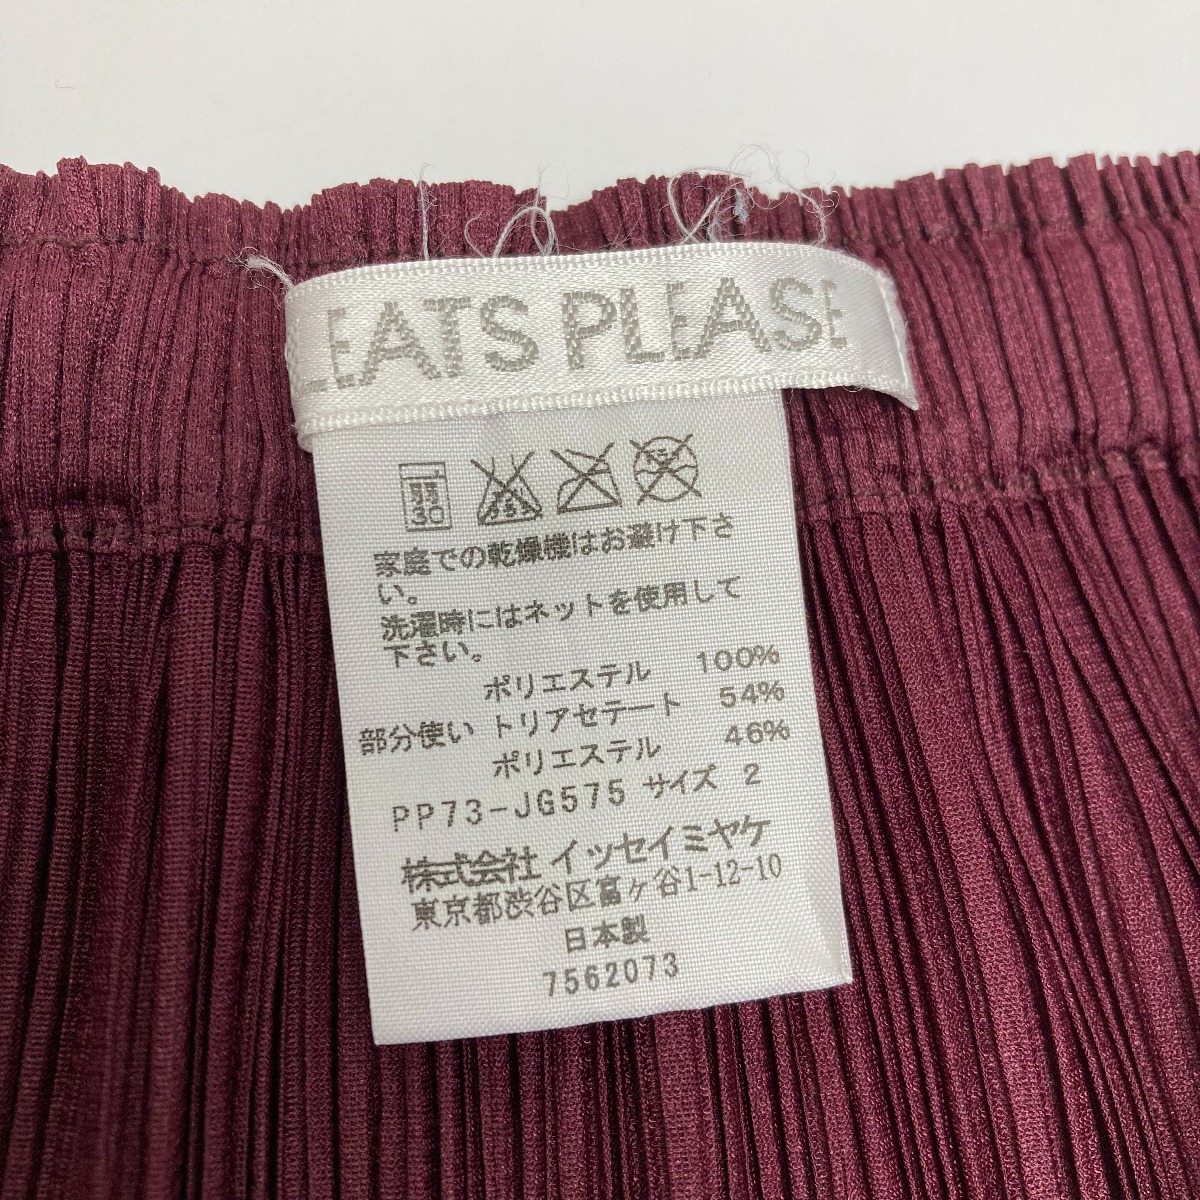 LEATS PLEASE
家庭での乾燥機はお避け下さ
い。
洗濯時にはネットを使用して
下さい。
ポリエステル 100%
部分使い トリアセテート 54%
ポリエステル 46%
PP73-JG575 サイズ 2
株式会社 イッセイミヤケ
東京都渋谷区富ヶ谷1-12-10
日本製
7562073